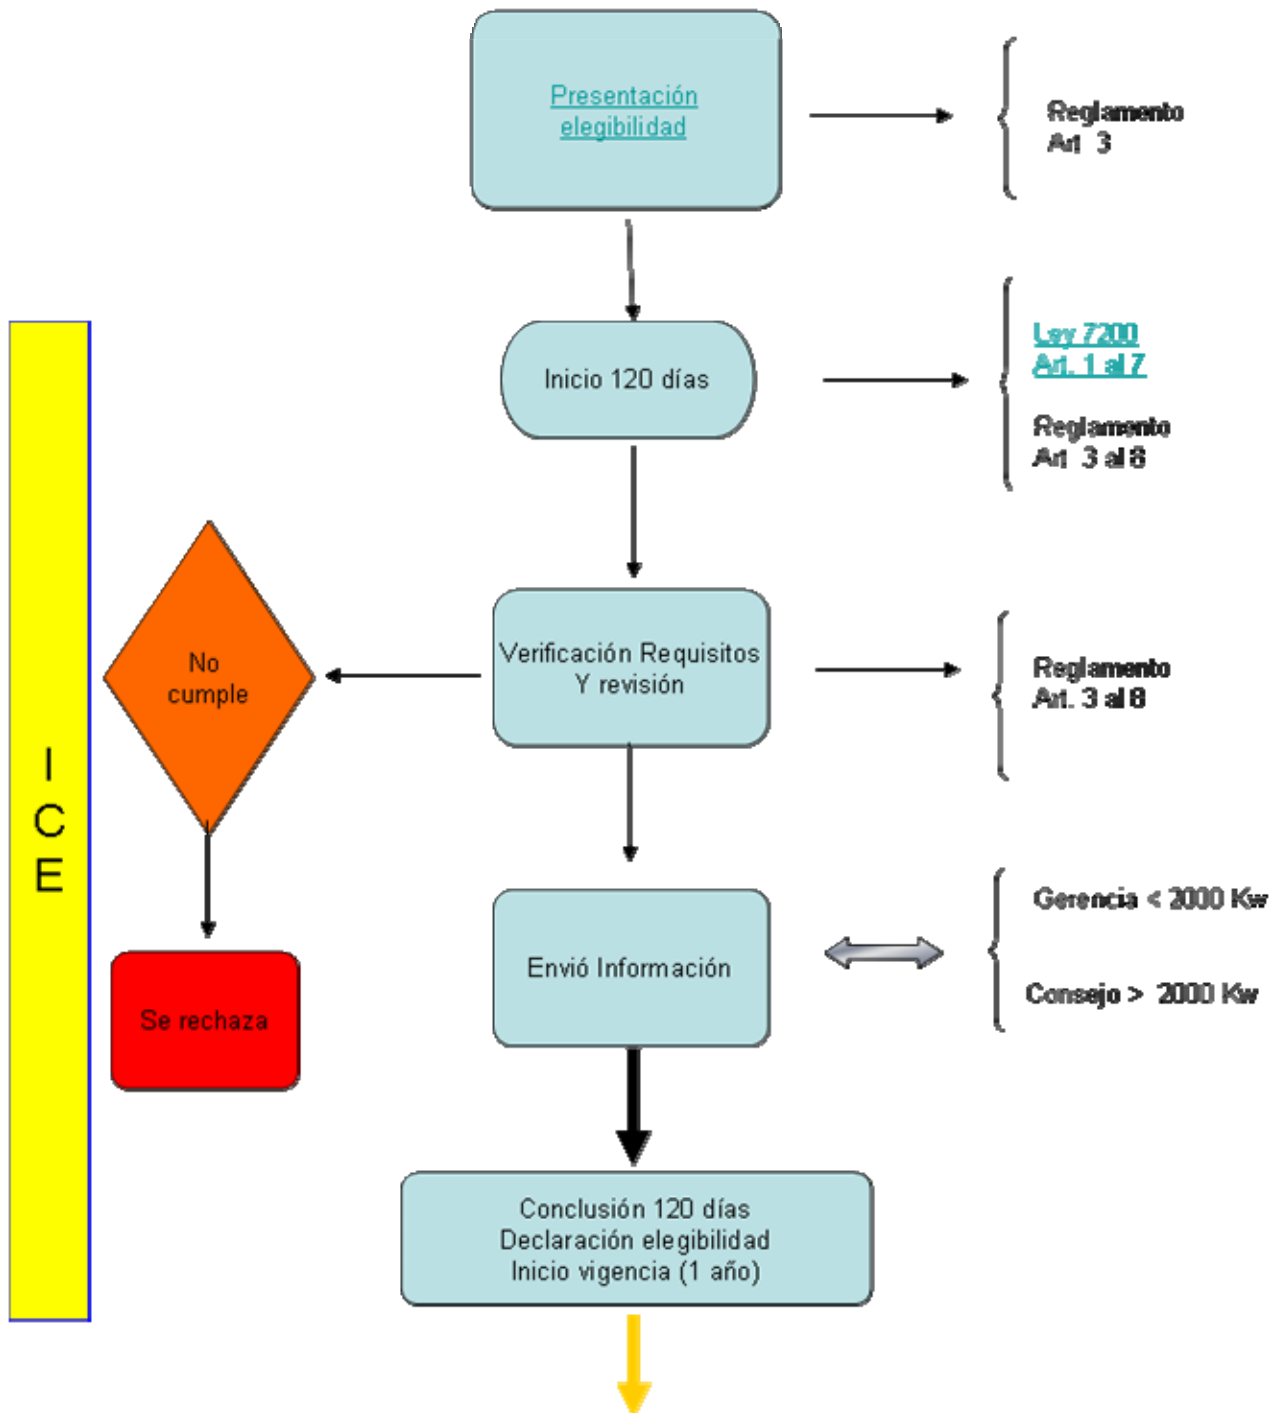 Presentación
elegibilidad
Reglamento
Art 3
Inicio 120 días
Ley 7200
Art. 1 al 7
Reglamento
Art 3 al 8
No
cumple
Verificación Requisitos
Y revisión
Reglamento
Art. 3 al 8
I
C
E
Se rechaza
Envió Información
Gerencia < 2000 Kw
Consejo > 2000 Kw
Conclusión 120 días
Declaración elegibilidad
Inicio vigencia (1 año)